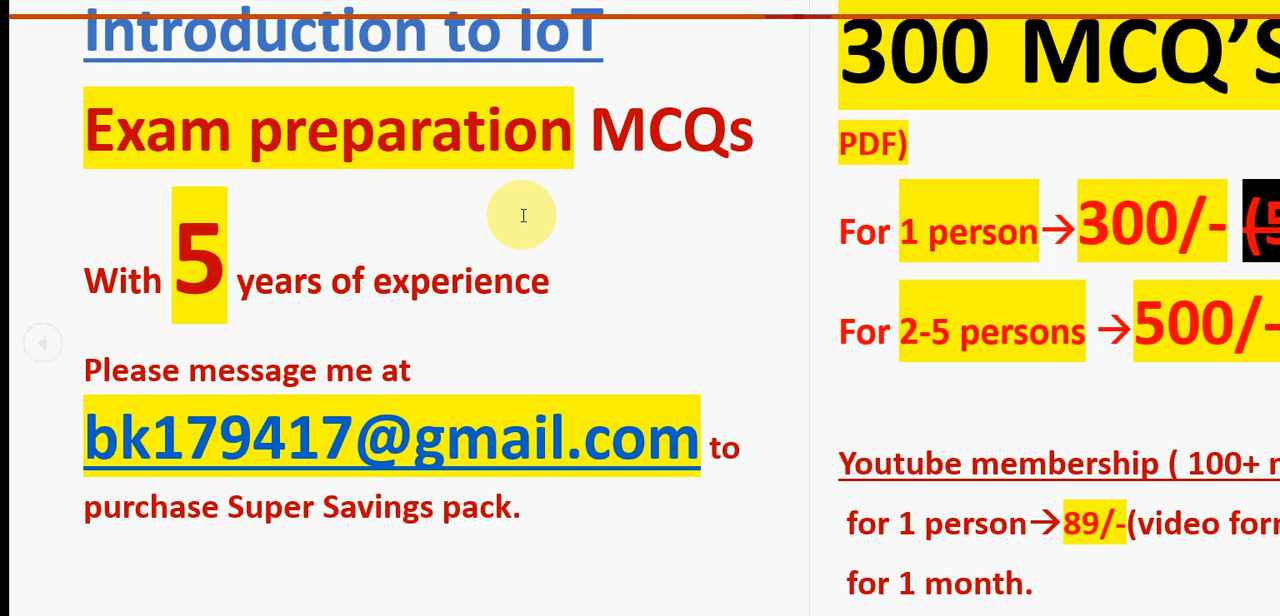 Introduction to IoT
Exam preparation MCQs
With 5 years of experience
Please message me at
bk179417@gmail.com to
purchase Super Savings pack.
300 MCQ’S
PDF)
For 1 person→300/- (5
For 2-5 persons →500/-
Youtube membership ( 100+
for 1 person→89/-(video
for 1 month.